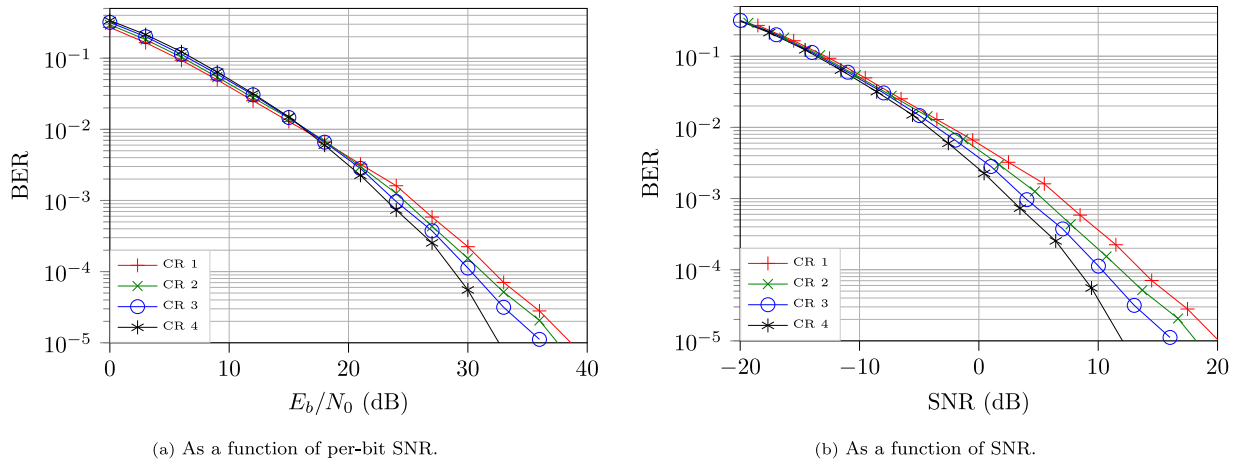 10⁻¹
10⁻²
10⁻³
10⁻⁴
10⁻⁵
BER
CR 1
CR 2
CR 3
CR 4
0 10 20 30 40
E_b/N_0 (dB)
(a) As a function of per-bit SNR.
10⁻¹
10⁻²
10⁻³
10⁻⁴
10⁻⁵
BER
CR 1
CR 2
CR 3
CR 4
−20 −10 0 10 20
SNR (dB)
(b) As a function of SNR.